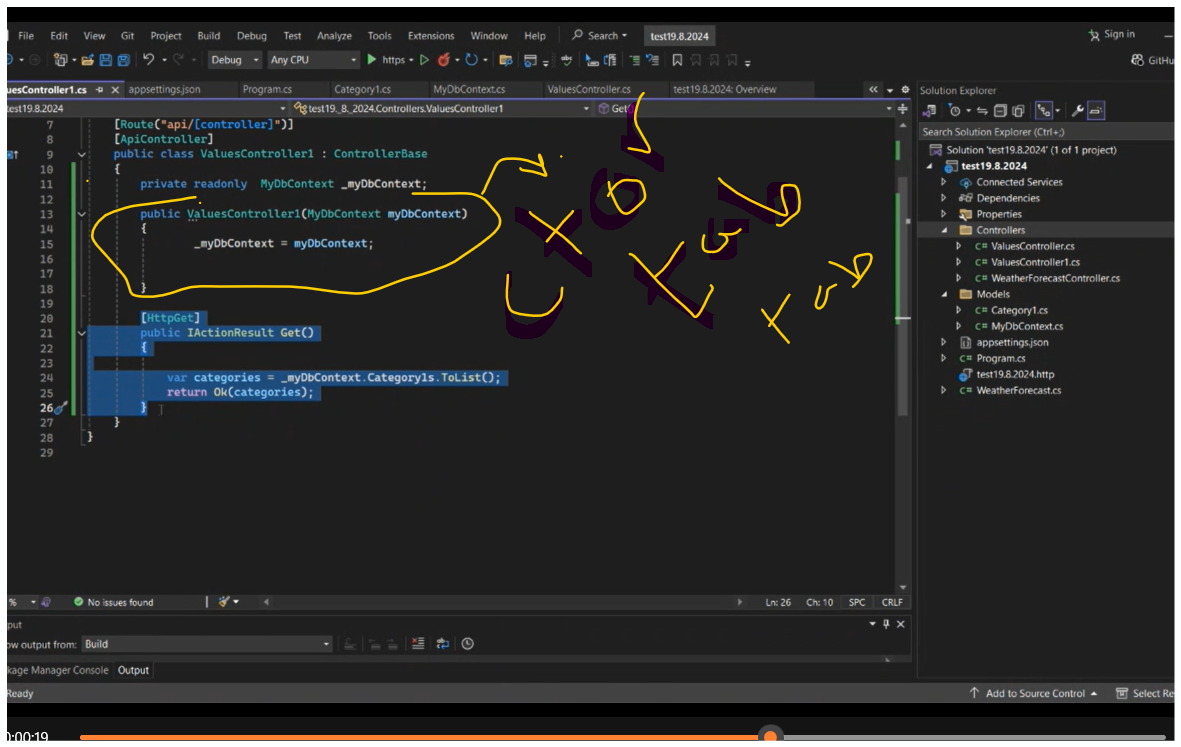 File Edit View Git Project Build Debug Test Analyze Tools Extensions Window Help Search test19.8.2024 Sign in
Debug Any CPU https GitHu
uesController1.cs appsettings.json Program.cs Category1.cs MyDbContext.cs ValuesController.cs test19.8.2024: Overview
test19.8.2024 test19._8._2024.Controllers.ValuesController1 Get()
7 [Route("api/[controller]")]
8 [ApiController]
9 public class ValuesController1 : ControllerBase
10 {
11 private readonly MyDbContext _myDbContext;
12
13 public ValuesController1(MyDbContext myDbContext)
14 {
15 _myDbContext = myDbContext;
16
17
18 }
19
20 [HttpGet]
21 public IActionResult Get()
22 {
23
24 var categories = _myDbContext.Category1s.ToList();
25 return Ok(categories);
26 }
27 }
28 }
29
ctor
Tab
Tab
Solution Explorer
Search Solution Explorer (Ctrl+;)
Solution 'test19.8.2024' (1 of 1 project)
test19.8.2024
Connected Services
Dependencies
Properties
Controllers
C# ValuesController.cs
C# ValuesController1.cs
C# WeatherForecastController.cs
Models
C# Category1.cs
C# MyDbContext.cs
appsettings.json
C# Program.cs
test19.8.2024.http
C# WeatherForecast.cs
% No issues found Ln: 26 Ch: 10 SPC CRLF
put
ow output from: Build
kage Manager Console Output
Ready Add to Source Control Select Re
0:00:19